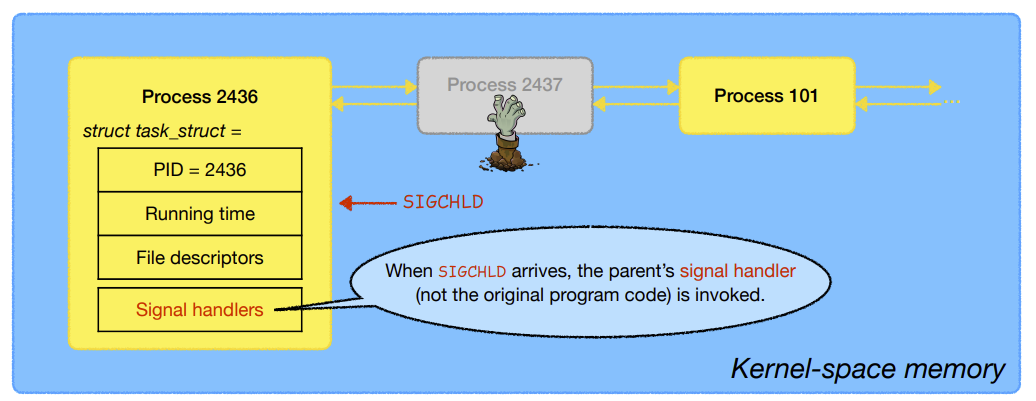 Process 2436
struct task_struct =
PID = 2436
Running time
File descriptors
Signal handlers
Process 2437
Process 101
...
SIGCHLD
When SIGCHLD arrives, the parent's signal handler
(not the original program code) is invoked.
Kernel-space memory